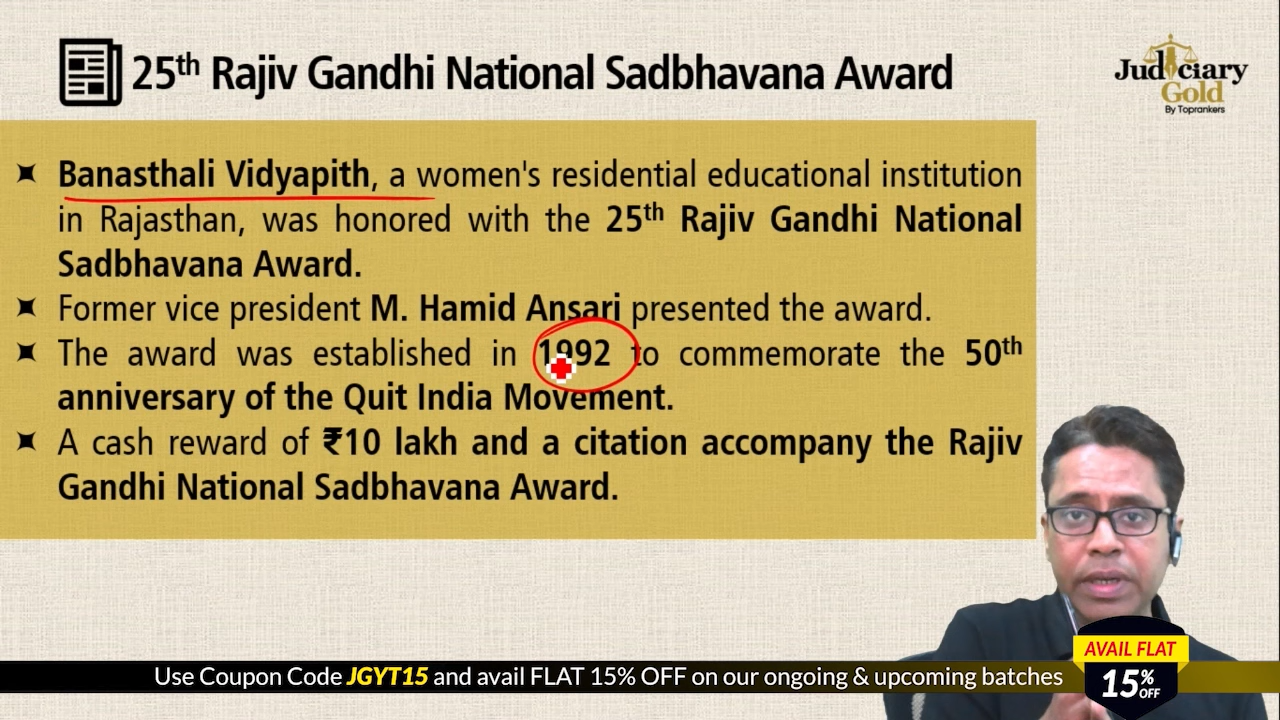 25th Rajiv Gandhi National Sadbhavana Award
Judiciary
Gold
By Toprankers
Banasthali Vidyapith, a women's residential educational institution
in Rajasthan, was honored with the 25th Rajiv Gandhi National
Sadbhavana Award.
Former vice president M. Hamid Ansari presented the award.
The award was established in 1992 to commemorate the 50th
anniversary of the Quit India Movement.
A cash reward of ₹10 lakh and a citation accompany the Rajiv
Gandhi National Sadbhavana Award.
Use Coupon Code JGYT15 and avail FLAT 15% OFF on our ongoing & upcoming batches
AVAIL FLAT
15% OFF